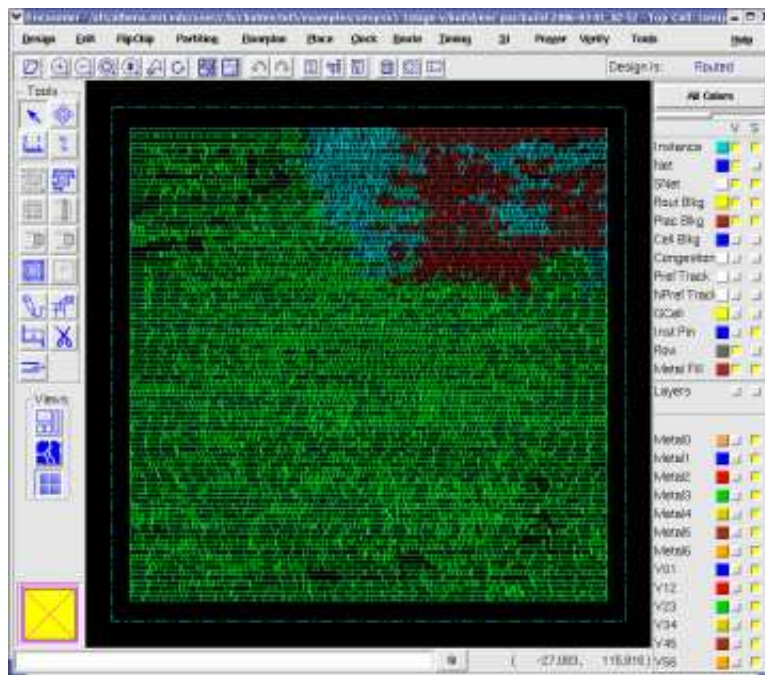 Design Edit FlipChip Partitioning Floorplan Place Clock Route Timing SI Power Verify Tools Help
Design is: Routed
Tools
All Colors
V S
Instance
Net
SNet
Rout Blkg
Plac Blkg
Cell Blkg
Congestion
Pref Track
NPref Track
GCell
Inst Pin
Row
Metal Fill
Layers
Views
Metal0
Metal1
Metal2
Metal3
Metal4
Metal5
Metal6
V01
V12
V23
V34
V45
V56